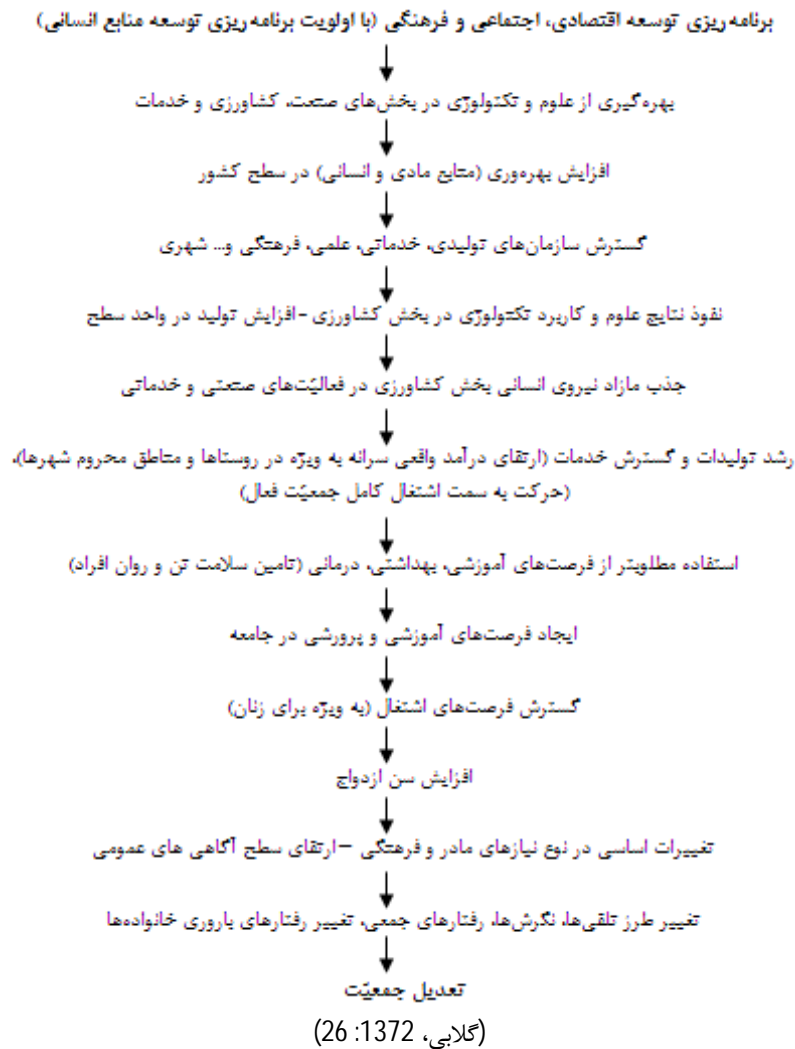 برنامه‌ریزی توسعه اقتصادی، اجتماعی و فرهنگی (با اولویت برنامه‌ریزی توسعه منابع انسانی)
بهره‌گیری از علوم و تکنولوژی در بخش‌های صنعت، کشاورزی و خدمات
افزایش بهره‌وری (منابع مادی و انسانی) در سطح کشور
گسترش سازمان‌های تولیدی، خدماتی، علمی، فرهنگی و... شهری
نفوذ نتایج علوم و کاربرد تکنولوژی در بخش کشاورزی -افزایش تولید در واحد سطح
جذب مازاد نیروی انسانی بخش کشاورزی در فعالیّت‌های صنعتی و خدماتی
رشد تولیدات و گسترش خدمات (ارتقای درآمد واقعی سرانه به ویژه در روستاها و مناطق محروم شهرها)،
(حرکت به سمت اشتغال کامل جمعیّت فعال)
استفاده مطلوبتر از فرصت‌های آموزشی، بهداشتی، درمانی (تامین سلامت تن و روان افراد)
ایجاد فرصت‌های آموزشی و پرورشی در جامعه
گسترش فرصت‌های اشتغال (به ویژه برای زنان)
افزایش سن ازدواج
تغییرات اساسی در نوع نیازهای مادر و فرهنگی –ارتقای سطح آگاهی های عمومی
تغییر طرز تلقی‌ها، نگرش‌ها، رفتارهای جمعی، تغییر رفتارهای باروری خانواده‌ها
تعدیل جمعیّت
(گلابی، 1372: 26)